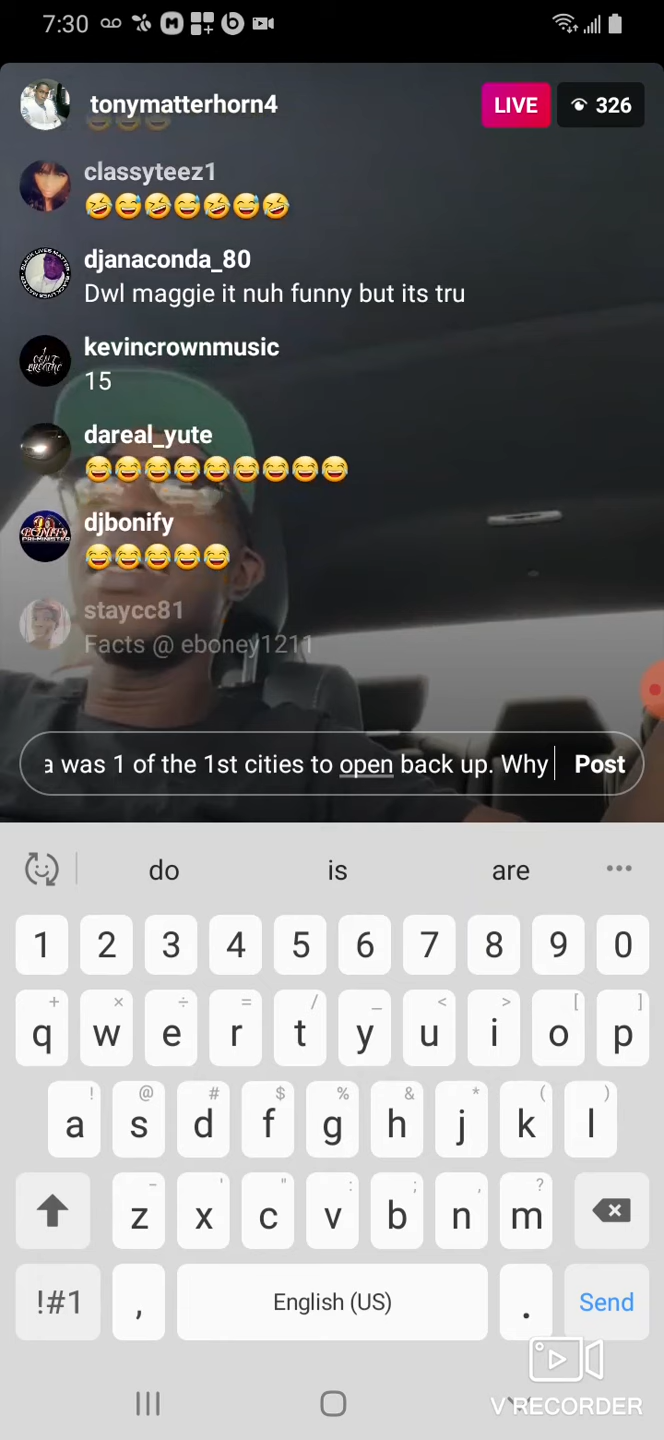 7:30
tonymatterhorn4
LIVE
326
classyteez1
🤣😅🤣😅🤣😅🤣
djanaconda_80
Dwl maggie it nuh funny but its tru
kevincrownmusic
15
dareal_yute
😂😂😂😂😂😂😂😂😂
djbonify
😂😂😂😂😂
staycc81
Facts @ eboney1211
a was 1 of the 1st cities to open back up. Why Post
do is are
1 2 3 4 5 6 7 8 9 0
+ × ÷ = / _ < > [ ]
q w e r t y u i o p
! @ # $ % & * ( )
a s d f g h j k l
- ' " : ; , ?
z x c v b n m
!#1 , English (US) . Send
V RECORDER